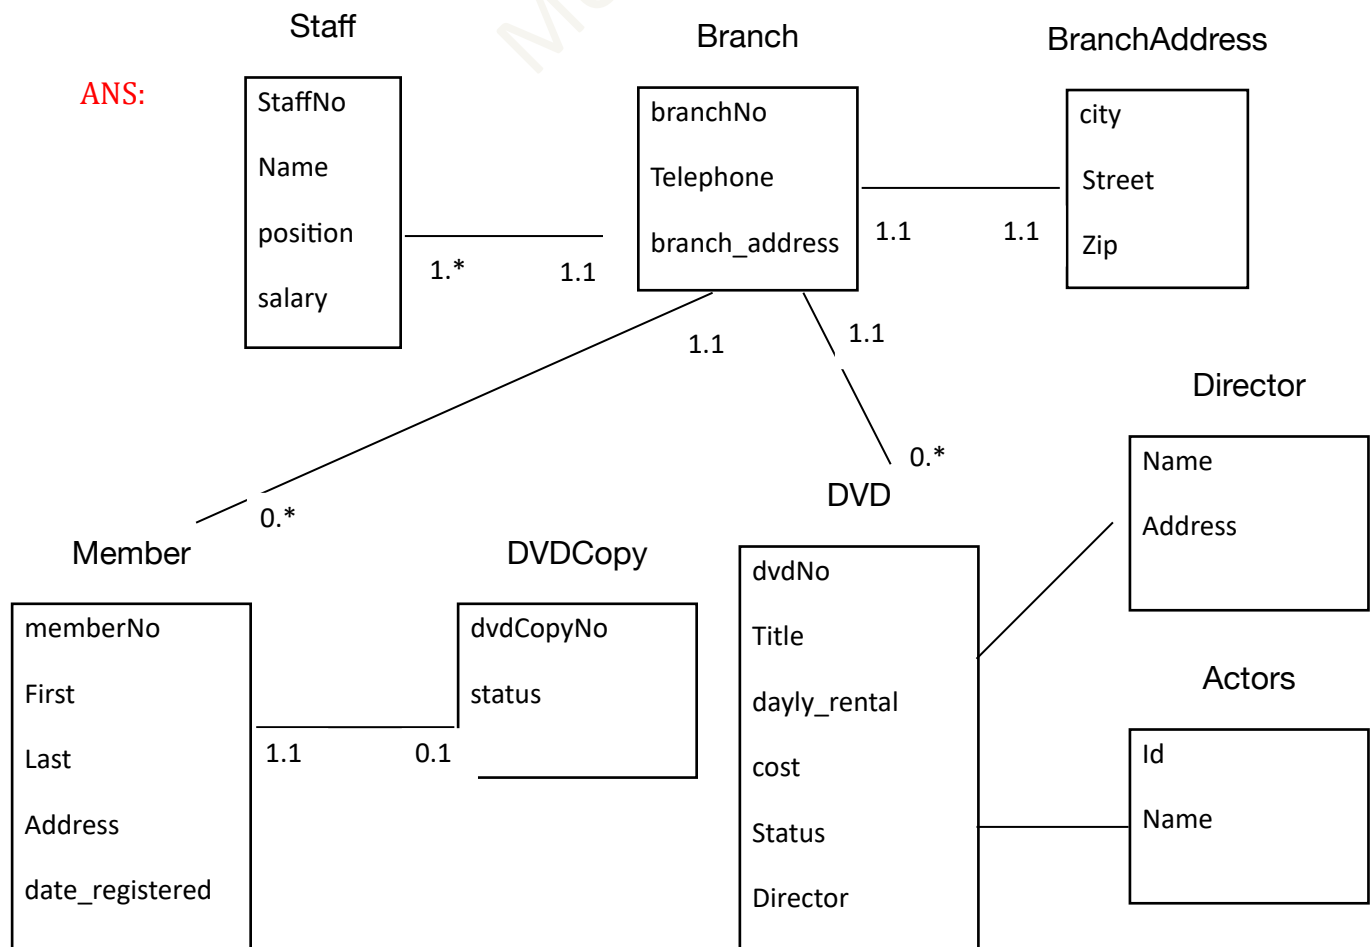 Staff
Branch
BranchAddress
ANS:
StaffNo
Name
position
salary
branchNo
Telephone
branch_address
city
Street
Zip
1.*
1.1
1.1
1.1
1.1
1.1
0.*
0.*
Director
Name
Address
Member
memberNo
First
Last
Address
date_registered
1.1
0.1
DVDCopy
dvdCopyNo
status
DVD
dvdNo
Title
dayly_rental
cost
Status
Director
Actors
Id
Name